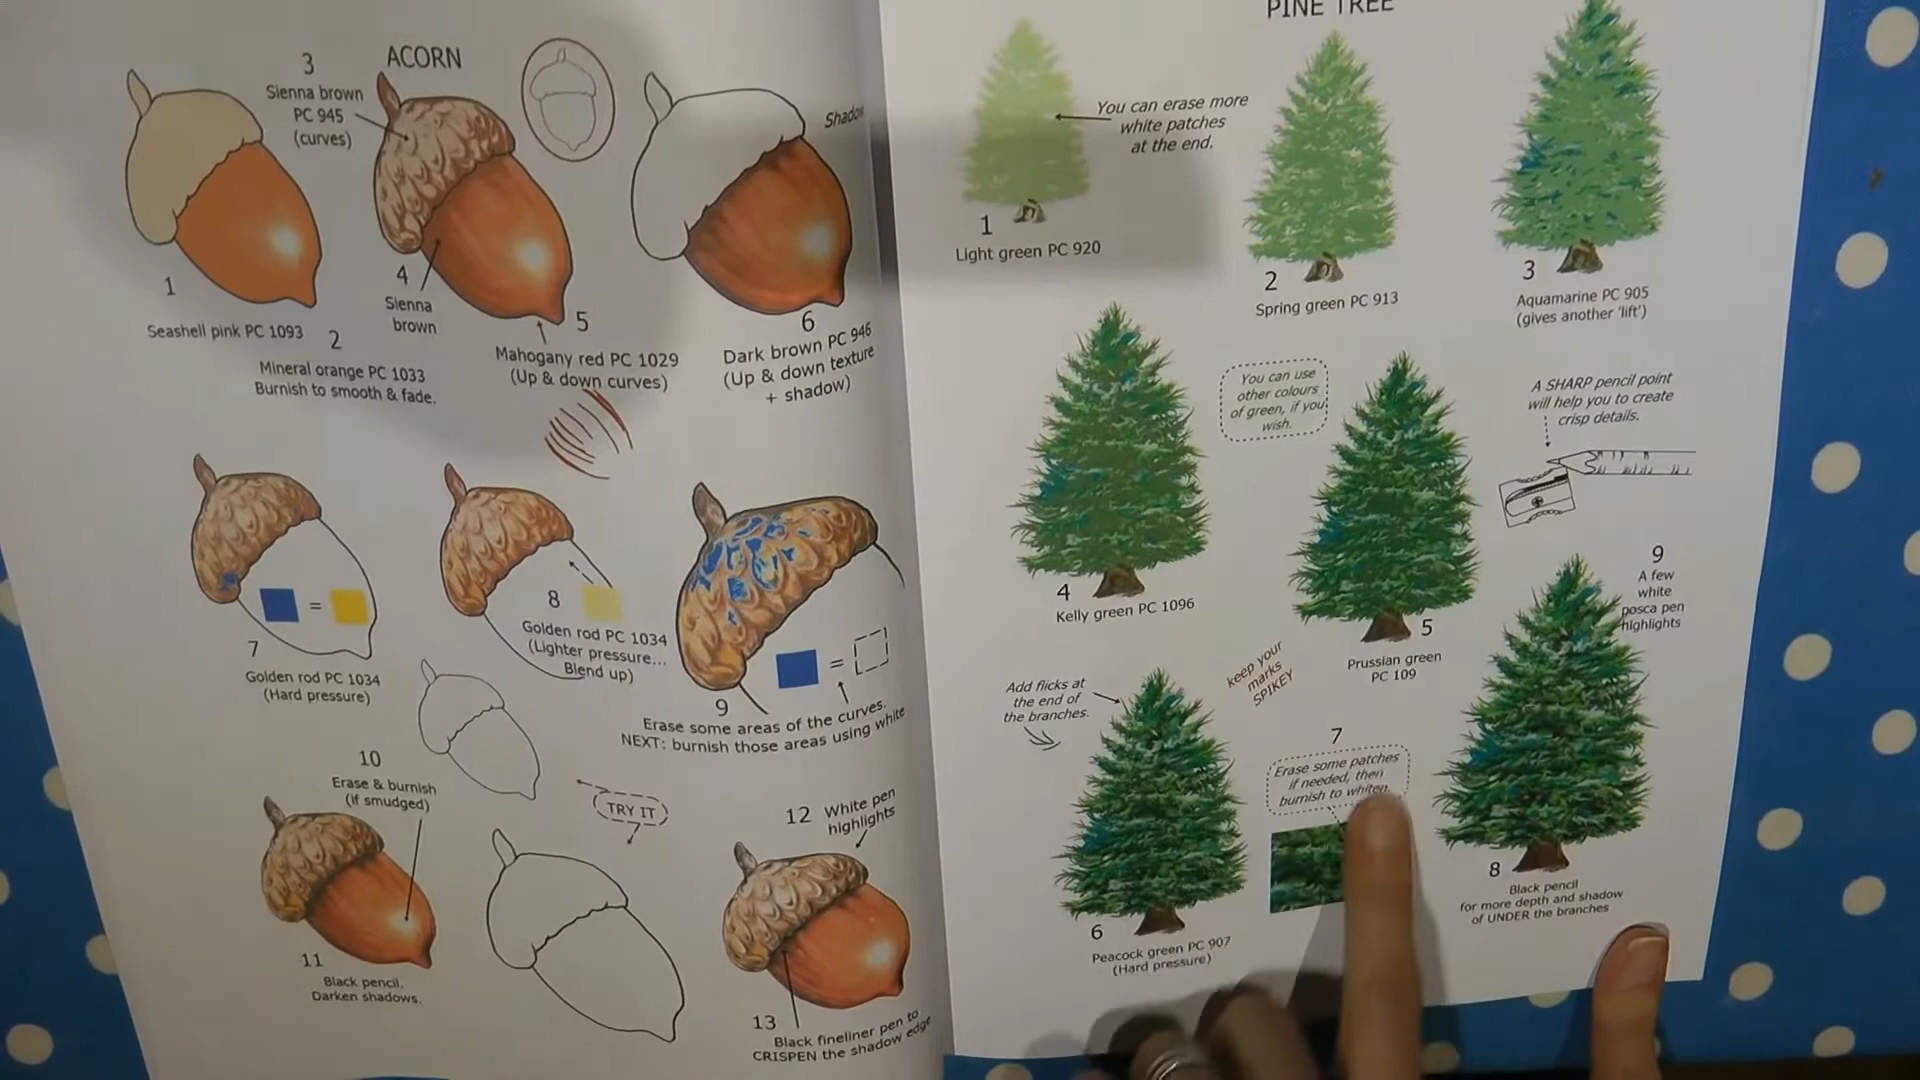 ACORN
3
Sienna brown
PC 945
(curves)
Shadow
1
Seashell pink PC 1093
2
Mineral orange PC 1033
Burnish to smooth & fade.
4
Sienna
brown
5
Mahogany red PC 1029
(Up & down curves)
6
Dark brown PC 946
(Up & down texture
+ shadow)
=
7
Golden rod PC 1034
(Hard pressure)
8
Golden rod PC 1034
(Lighter pressure...
Blend up)
=
9
Erase some areas of the curves.
NEXT: burnish those areas using white
10
Erase & burnish
(if smudged)
TRY IT
12 White pen
highlights
11
Black pencil.
Darken shadows.
13
Black fineliner pen to
CRISPEN the shadow edge
PINE TREE
You can erase more
white patches
at the end.
1
Light green PC 920
2
Spring green PC 913
3
Aquamarine PC 905
(gives another 'lift')
You can use
other colours
of green, if you
wish.
A SHARP pencil point
will help you to create
crisp details.
4
Kelly green PC 1096
5
Prussian green
PC 109
9
A few
white
posca pen
highlights
keep your
marks
SPIKEY
Add flicks at
the end of
the branches.
7
Erase some patches
if needed, then
burnish to whiten.
6
Peacock green PC 907
(Hard pressure)
8
Black pencil
for more depth and shadow
of UNDER the branches